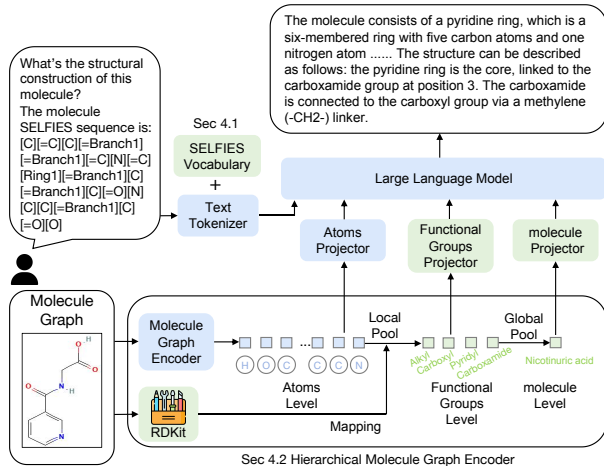 What's the structural
construction of this
molecule?
The molecule
SELFIES sequence is:
[C][=C][C][=Branch1]
[=Branch1][=C][N][=C]
[Ring1][=Branch1][C]
[=Branch1][C][=O][N]
[C][C][=Branch1][C]
[=O][O]
The molecule consists of a pyridine ring, which is a
six-membered ring with five carbon atoms and one
nitrogen atom ...... The structure can be described
as follows: the pyridine ring is the core, linked to the
carboxamide group at position 3. The carboxamide
is connected to the carboxyl group via a methylene
(-CH2-) linker.
Sec 4.1
SELFIES
Vocabulary
+
Text
Tokenizer
Large Language Model
Atoms
Projector
Functional
Groups
Projector
molecule
Projector
Molecule
Graph
H
O
O
O
N
H
N
Molecule
Graph
Encoder
RDKit
...
H O C C C N
Atoms
Level
Local
Pool
Mapping
Alkyl
Carboxyl
Pyridyl
Carboxamide
Functional
Groups
Level
Global
Pool
Nicotinuric acid
molecule
Level
Sec 4.2 Hierarchical Molecule Graph Encoder